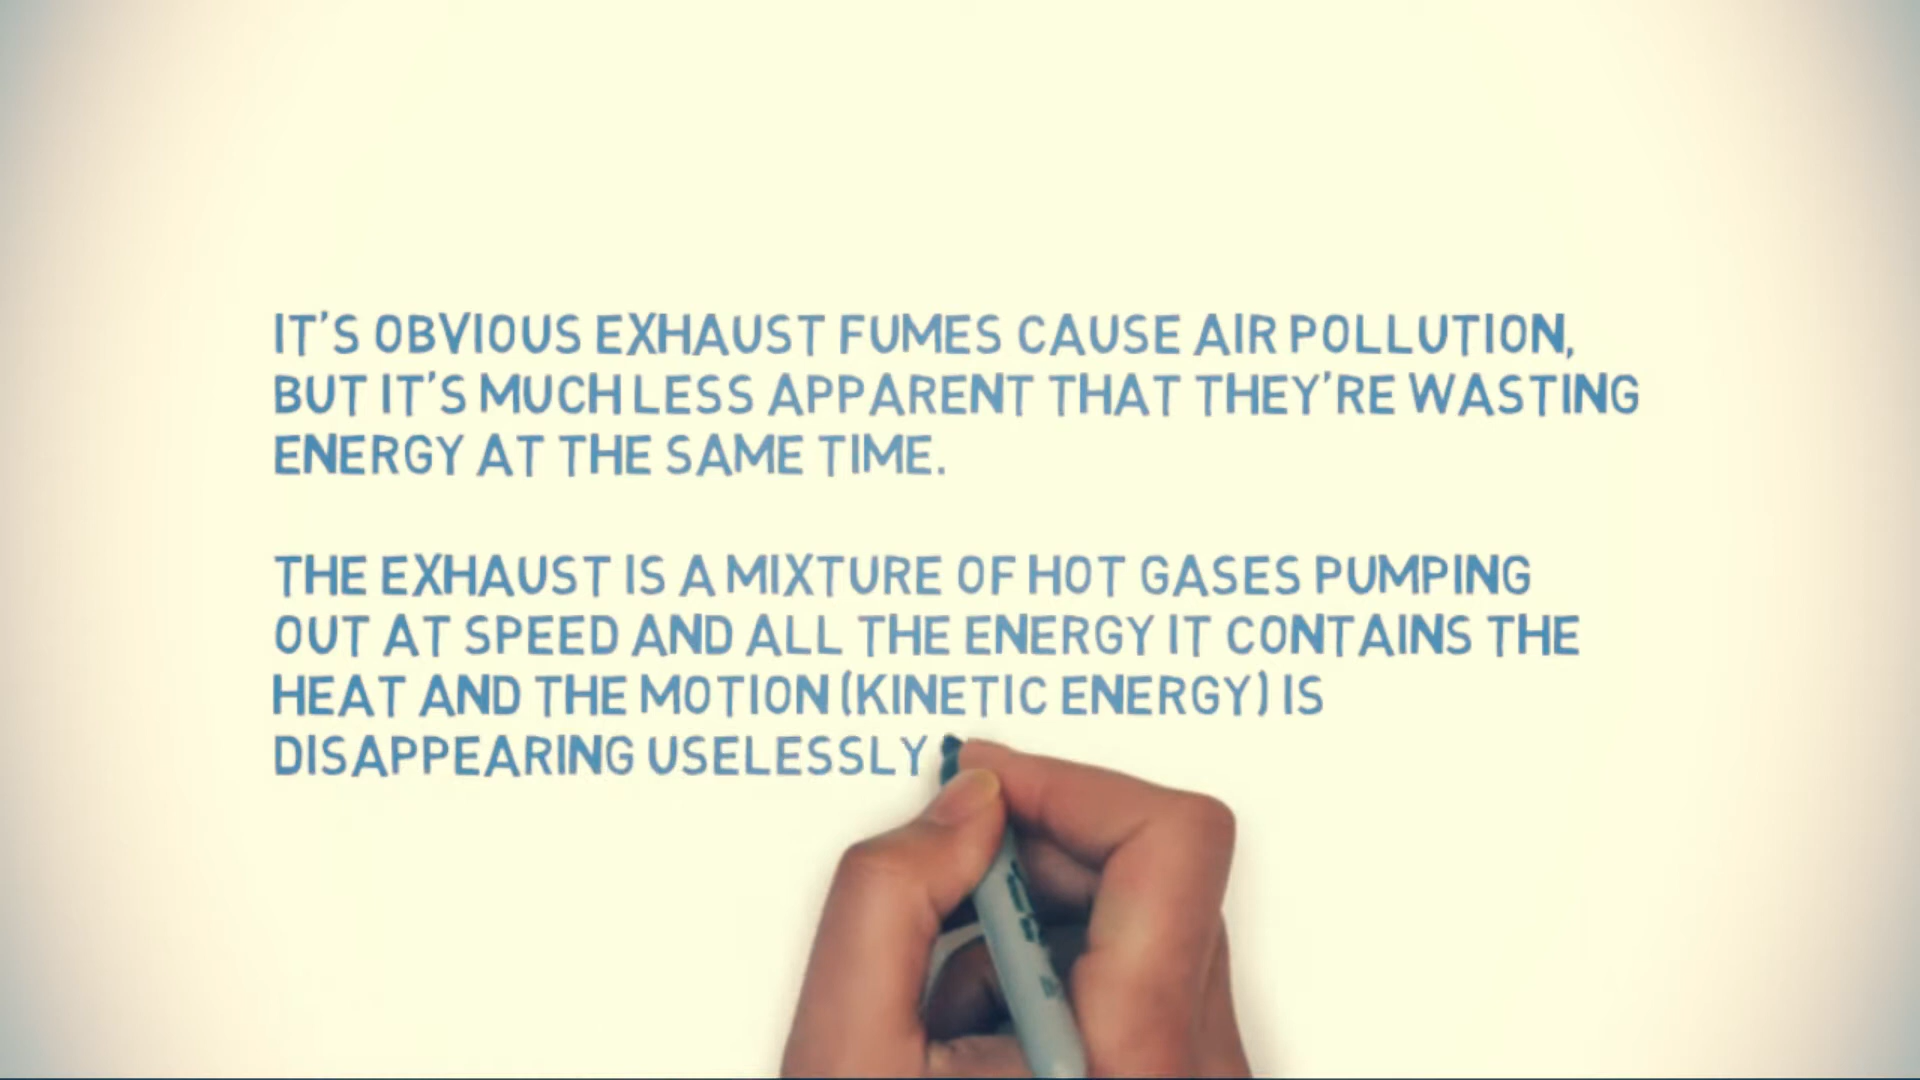 IT'S OBVIOUS EXHAUST FUMES CAUSE AIR POLLUTION,
BUT IT'S MUCH LESS APPARENT THAT THEY'RE WASTING
ENERGY AT THE SAME TIME.
THE EXHAUST IS A MIXTURE OF HOT GASES PUMPING
OUT AT SPEED AND ALL THE ENERGY IT CONTAINS THE
HEAT AND THE MOTION (KINETIC ENERGY) IS
DISAPPEARING USELESSLY